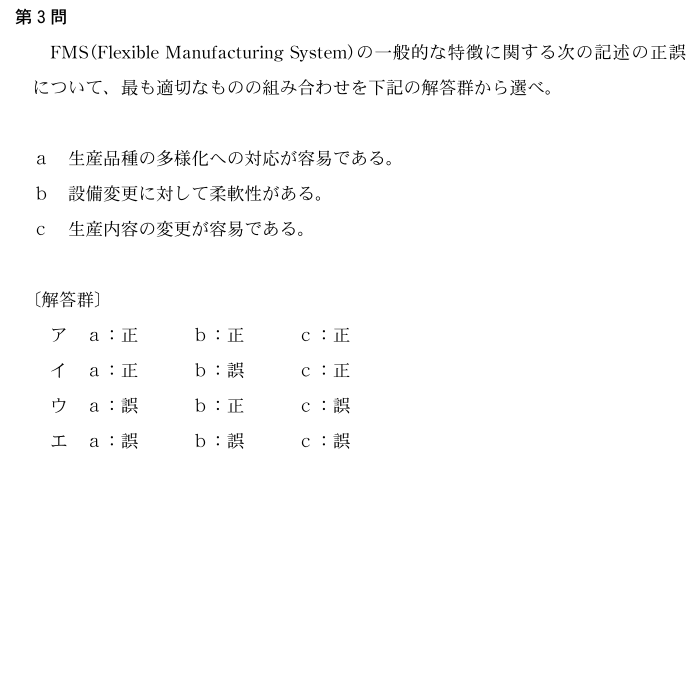 第3問
FMS(Flexible Manufacturing System)の一般的な特徴に関する次の記述の正誤
について、最も適切なものの組み合わせを下記の解答群から選べ。
a 生産品種の多様化への対応が容易である。
b 設備変更に対して柔軟性がある。
c 生産内容の変更が容易である。
〔解答群〕
ア a：正 b：正 c：正
イ a：正 b：誤 c：正
ウ a：誤 b：正 c：誤
エ a：誤 b：誤 c：誤